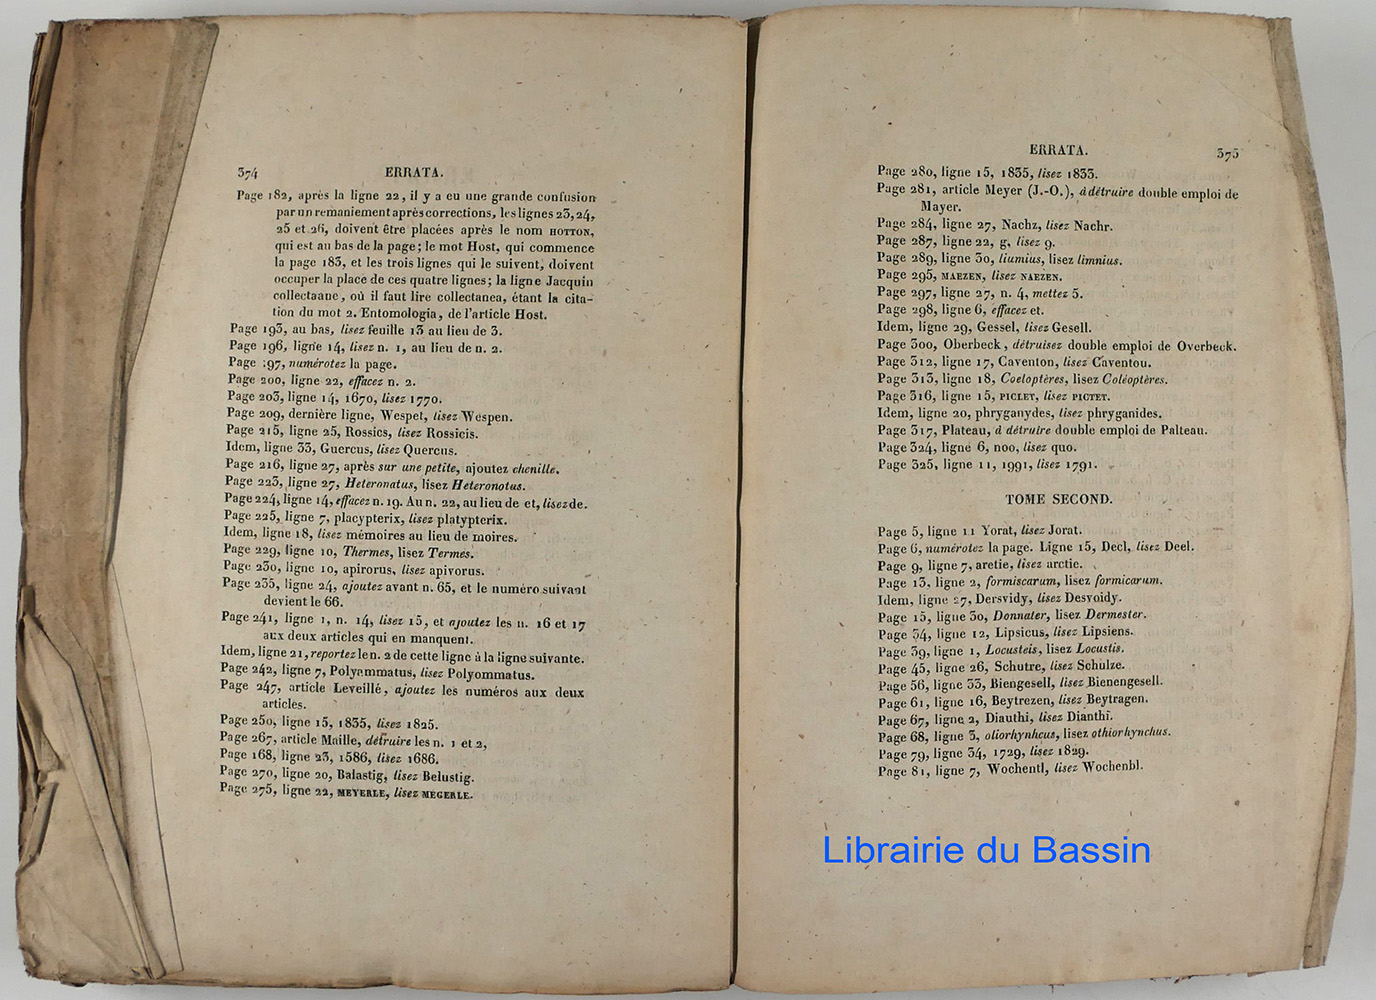 374 ERRATA.
Page 182, après la ligne 22, il y a eu une grande confusion
par un remaniement après corrections, les lignes 23, 24,
25 et 26, doivent être placées après le nom HOTTON,
qui est au bas de la page; le mot Host, qui commence
la page 183, et les trois lignes qui le suivent, doivent
occuper la place de ces quatre lignes; la ligne Jacquin
collectaane, où il faut lire collectanea, étant la cita-
tion du mot 2. Entomologia, de l'article Host.
Page 193, au bas, lisez feuille 13 au lieu de 3.
Page 196, ligne 14, lisez n. 1, au lieu de n. 2.
Page 197, numérotez la page.
Page 200, ligne 22, effacez n. 2.
Page 203, ligne 14, 1670, lisez 1770.
Page 209, dernière ligne, Wespet, lisez Wespen.
Page 215, ligne 25, Rossics, lisez Rossicis.
Idem, ligne 33, Guercus, lisez Quercus.
Page 216, ligne 27, après sur une petite, ajoutez chenille.
Page 223, ligne 27, Heteronatus, lisez Heteronotus.
Page 224, ligne 14, effacez n. 19. Au n. 22, au lieu de et, lisez de.
Page 225, ligne 7, placypterix, lisez platypterix.
Idem, ligne 18, lisez mémoires au lieu de moires.
Page 229, ligne 10, Thermes, lisez Termès.
Page 230, ligne 10, apirorus, lisez apivorus.
Page 235, ligne 24, ajoutez avant n. 65, et le numéro suivant
devient le 66.
Page 241, ligne 1, n. 14, lisez 15, et ajoutez les n. 16 et 17
aux deux articles qui en manquent.
Idem, ligne 21, reportez le n. 2 de cette ligne à la ligne suivante.
Page 242, ligne 7, Polyammatus, lisez Polyommatus.
Page 247, article Leveillé, ajoutez les numéros aux deux
articles.
Page 250, ligne 15, 1835, lisez 1825.
Page 267, article Maille, détruire les n. 1 et 2,
Page 168, ligne 23, 1586, lisez 1686.
Page 270, ligne 20, Balastig, lisez Belustig.
Page 275, ligne 22, MEYERLE, lisez MEGERLE.
ERRATA. 375
Page 280, ligne 15, 1835, lisez 1833.
Page 281, article Meyer (J.-O.), à détruire double emploi de
Mayer.
Page 284, ligne 27, Nachz, lisez Nachr.
Page 287, ligne 22, g, lisez 9.
Page 289, ligne 30, liumius, lisez limnius.
Page 295, MAEZEN, lisez NAEZEN.
Page 297, ligne 27, n. 4, mettez 5.
Page 298, ligne 6, effacez et.
Idem, ligne 29, Gessel, lisez Gesell.
Page 300, Oberbeck, détruisez double emploi de Overbeck.
Page 312, ligne 17, Caventon, lisez Caventou.
Page 313, ligne 18, Coeloptères, lisez Coléoptères.
Page 316, ligne 15, PICLET, lisez PICTET.
Idem, ligne 20, phryganydes, lisez phryganides.
Page 317, Plateau, à détruire double emploi de Palteau.
Page 324, ligne 6, noo, lisez quo.
Page 325, ligne 11, 1991, lisez 1791.
TOME SECOND.
Page 5, ligne 11 Yorat, lisez Jorat.
Page 6, numérotez la page. Ligne 15, Decl, lisez Deel.
Page 9, ligne 7, aretie, lisez arctie.
Page 13, ligne 2, formiscarum, lisez formicarum.
Idem, ligne 27, Dersvidy, lisez Desvoidy.
Page 15, ligne 30, Donnater, lisez Dermester.
Page 34, ligne 12, Lipsicus, lisez Lipsiens.
Page 39, ligne 1, Locusteis, lisez Locustis.
Page 45, ligne 26, Schutre, lisez Schulze.
Page 56, ligne 33, Biengesell, lisez Bienengesell.
Page 61, ligne 16, Beytrezen, lisez Beytragen.
Page 67, ligne 2, Diauthi, lisez Dianthi.
Page 68, ligne 3, oliorhynhcus, lisez othiorhynchus.
Page 79, ligne 34, 1729, lisez 1829.
Page 81, ligne 7, Wochentl, lisez Wochenbl.
Librairie du Bassin